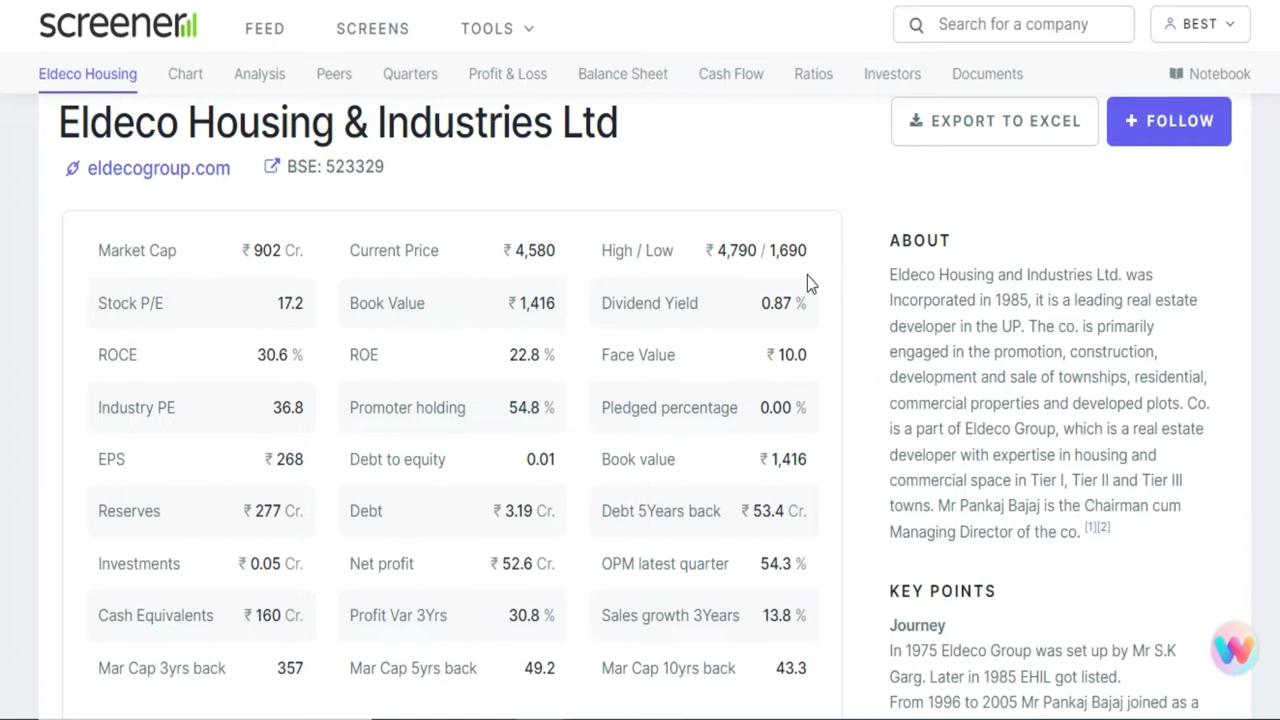 screener
FEED SCREENS TOOLS
Search for a company
BEST
Eldeco Housing Chart Analysis Peers Quarters Profit & Loss Balance Sheet Cash Flow Ratios Investors Documents Notebook
Eldeco Housing & Industries Ltd
EXPORT TO EXCEL
+ FOLLOW
eldecogroup.com BSE: 523329
Market Cap ₹ 902 Cr. Current Price ₹ 4,580 High / Low ₹ 4,790 / 1,690
Stock P/E 17.2 Book Value ₹ 1,416 Dividend Yield 0.87 %
ROCE 30.6 % ROE 22.8 % Face Value ₹ 10.0
Industry PE 36.8 Promoter holding 54.8 % Pledged percentage 0.00 %
EPS ₹ 268 Debt to equity 0.01 Book value ₹ 1,416
Reserves ₹ 277 Cr. Debt ₹ 3.19 Cr. Debt 5Years back ₹ 53.4 Cr.
Investments ₹ 0.05 Cr. Net profit ₹ 52.6 Cr. OPM latest quarter 54.3 %
Cash Equivalents ₹ 160 Cr. Profit Var 3Yrs 30.8 % Sales growth 3Years 13.8 %
Mar Cap 3yrs back 357 Mar Cap 5yrs back 49.2 Mar Cap 10yrs back 43.3
ABOUT
Eldeco Housing and Industries Ltd. was
Incorporated in 1985, it is a leading real estate
developer in the UP. The co. is primarily
engaged in the promotion, construction,
development and sale of townships, residential,
commercial properties and developed plots. Co.
is a part of Eldeco Group, which is a real estate
developer with expertise in housing and
commercial space in Tier I, Tier II and Tier III
towns. Mr Pankaj Bajaj is the Chairman cum
Managing Director of the co. [1][2]
KEY POINTS
Journey
In 1975 Eldeco Group was set up by Mr S.K
Garg. Later in 1985 EHIL got listed.
From 1996 to 2005 Mr Pankaj Bajaj joined as a